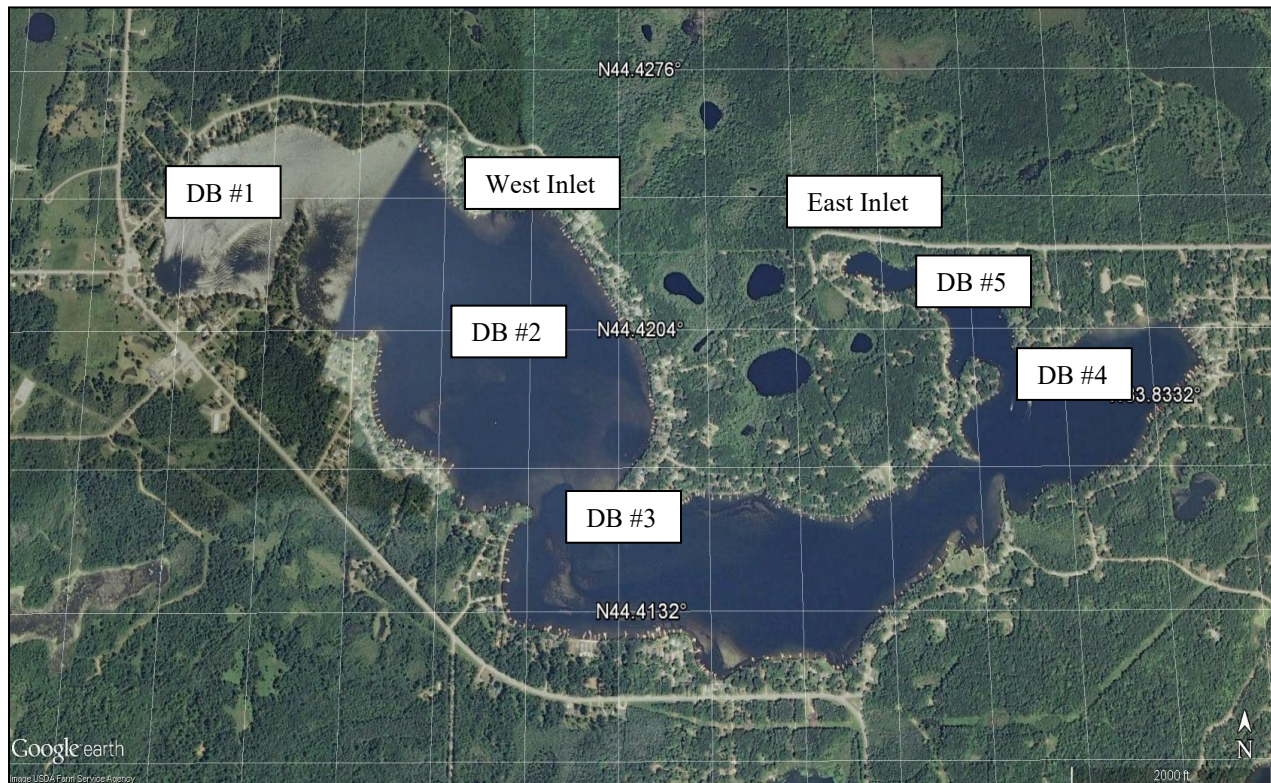 N44.4276°
DB #1
West Inlet
East Inlet
DB #5
DB #2
N44.4204°
DB #4
33.8332°
DB #3
N44.4132°
Google earth
N
Image USDA Farm Service Agency
2000 ft